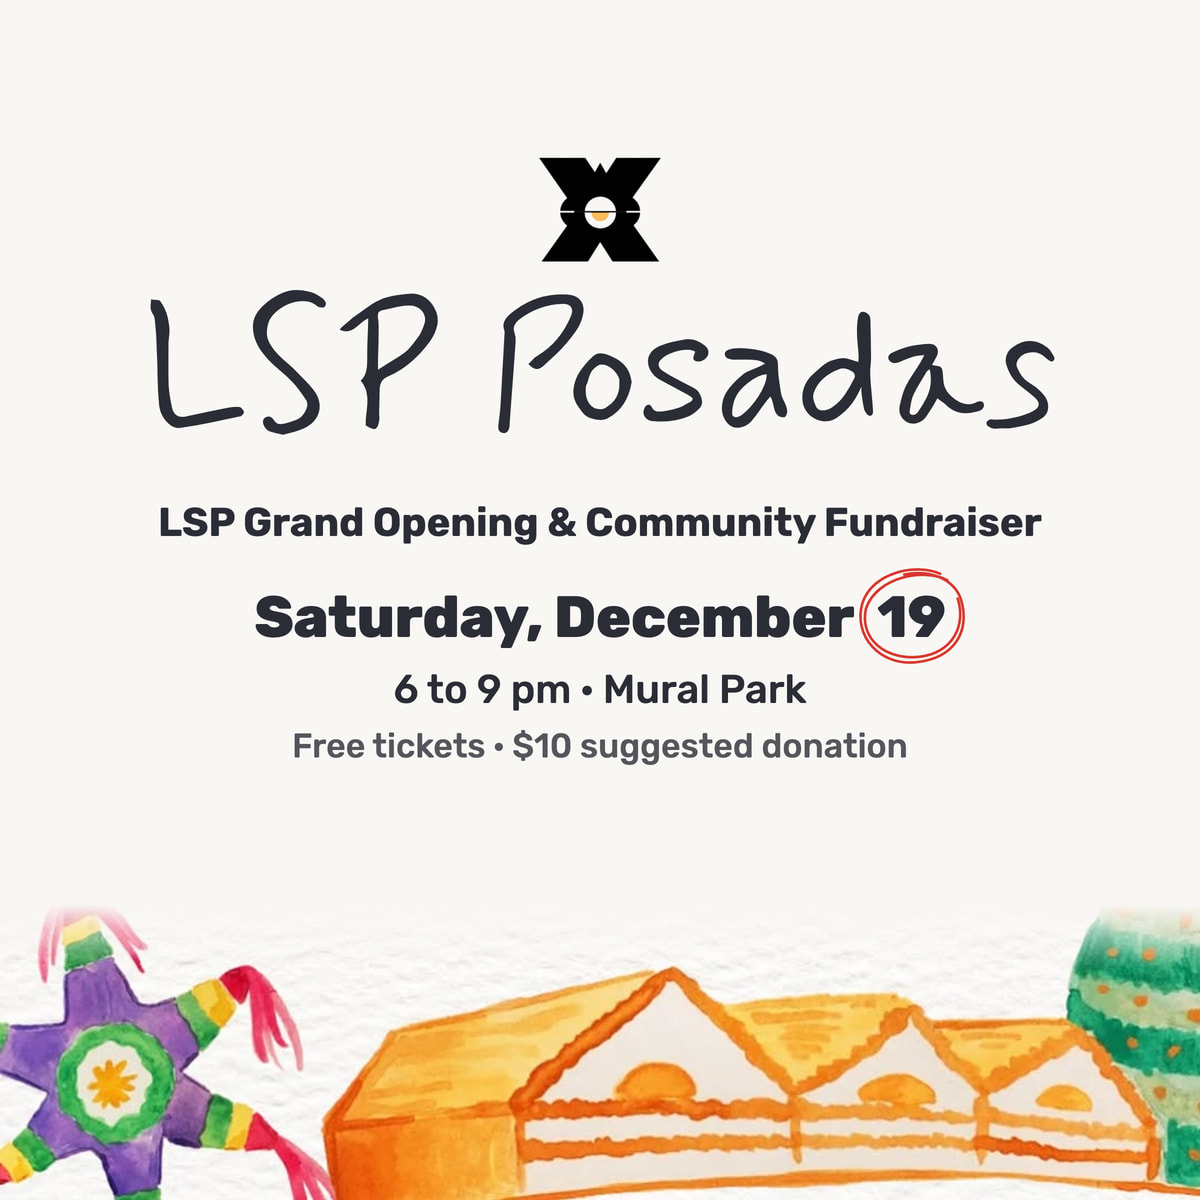 LSP Posadas
LSP Grand Opening & Community Fundraiser
Saturday, December 19
6 to 9 pm • Mural Park
Free tickets • $10 suggested donation